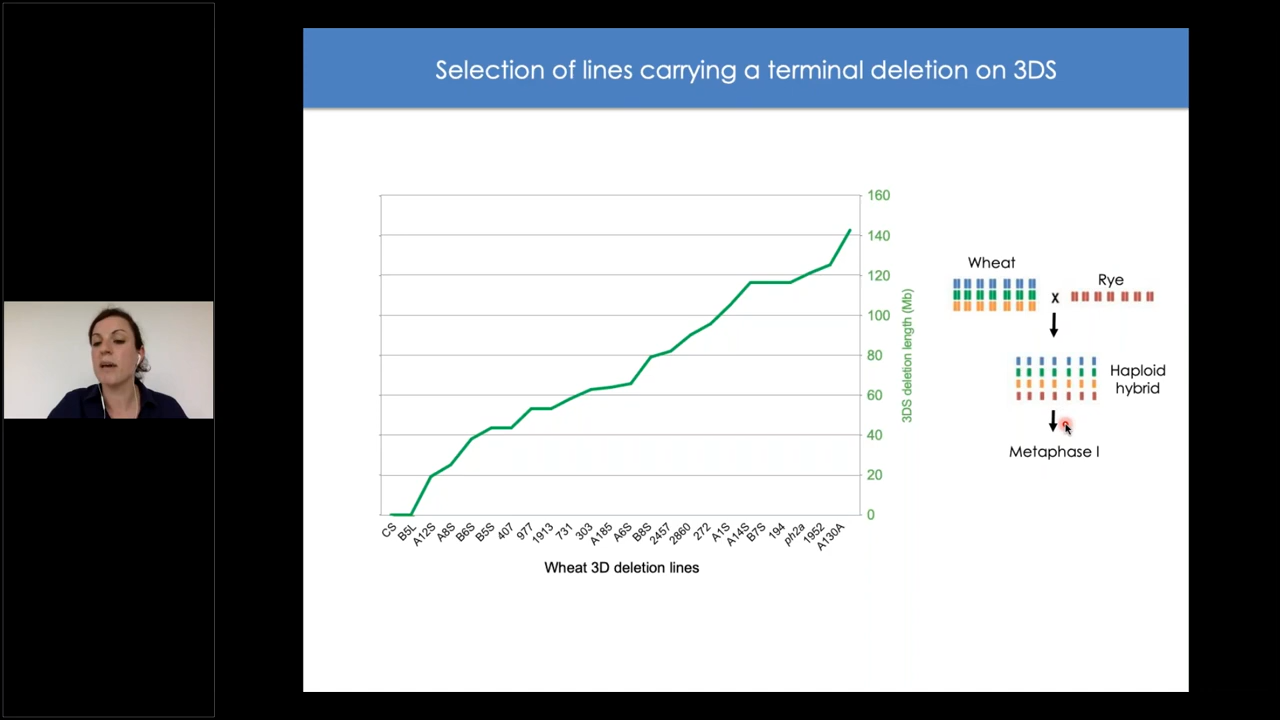 Selection of lines carrying a terminal deletion on 3DS
160
140
120
100
80
60
40
20
0
3DS deletion length (Mb)
CS
B5L
A12S
A8S
B6S
B5S
407
977
1913
731
303
A185
A6S
B8S
2457
2860
272
A1S
A14S
B7S
194
ph2a
1952
A130A
Wheat 3D deletion lines
Wheat
x
Rye
Haploid
hybrid
Metaphase I